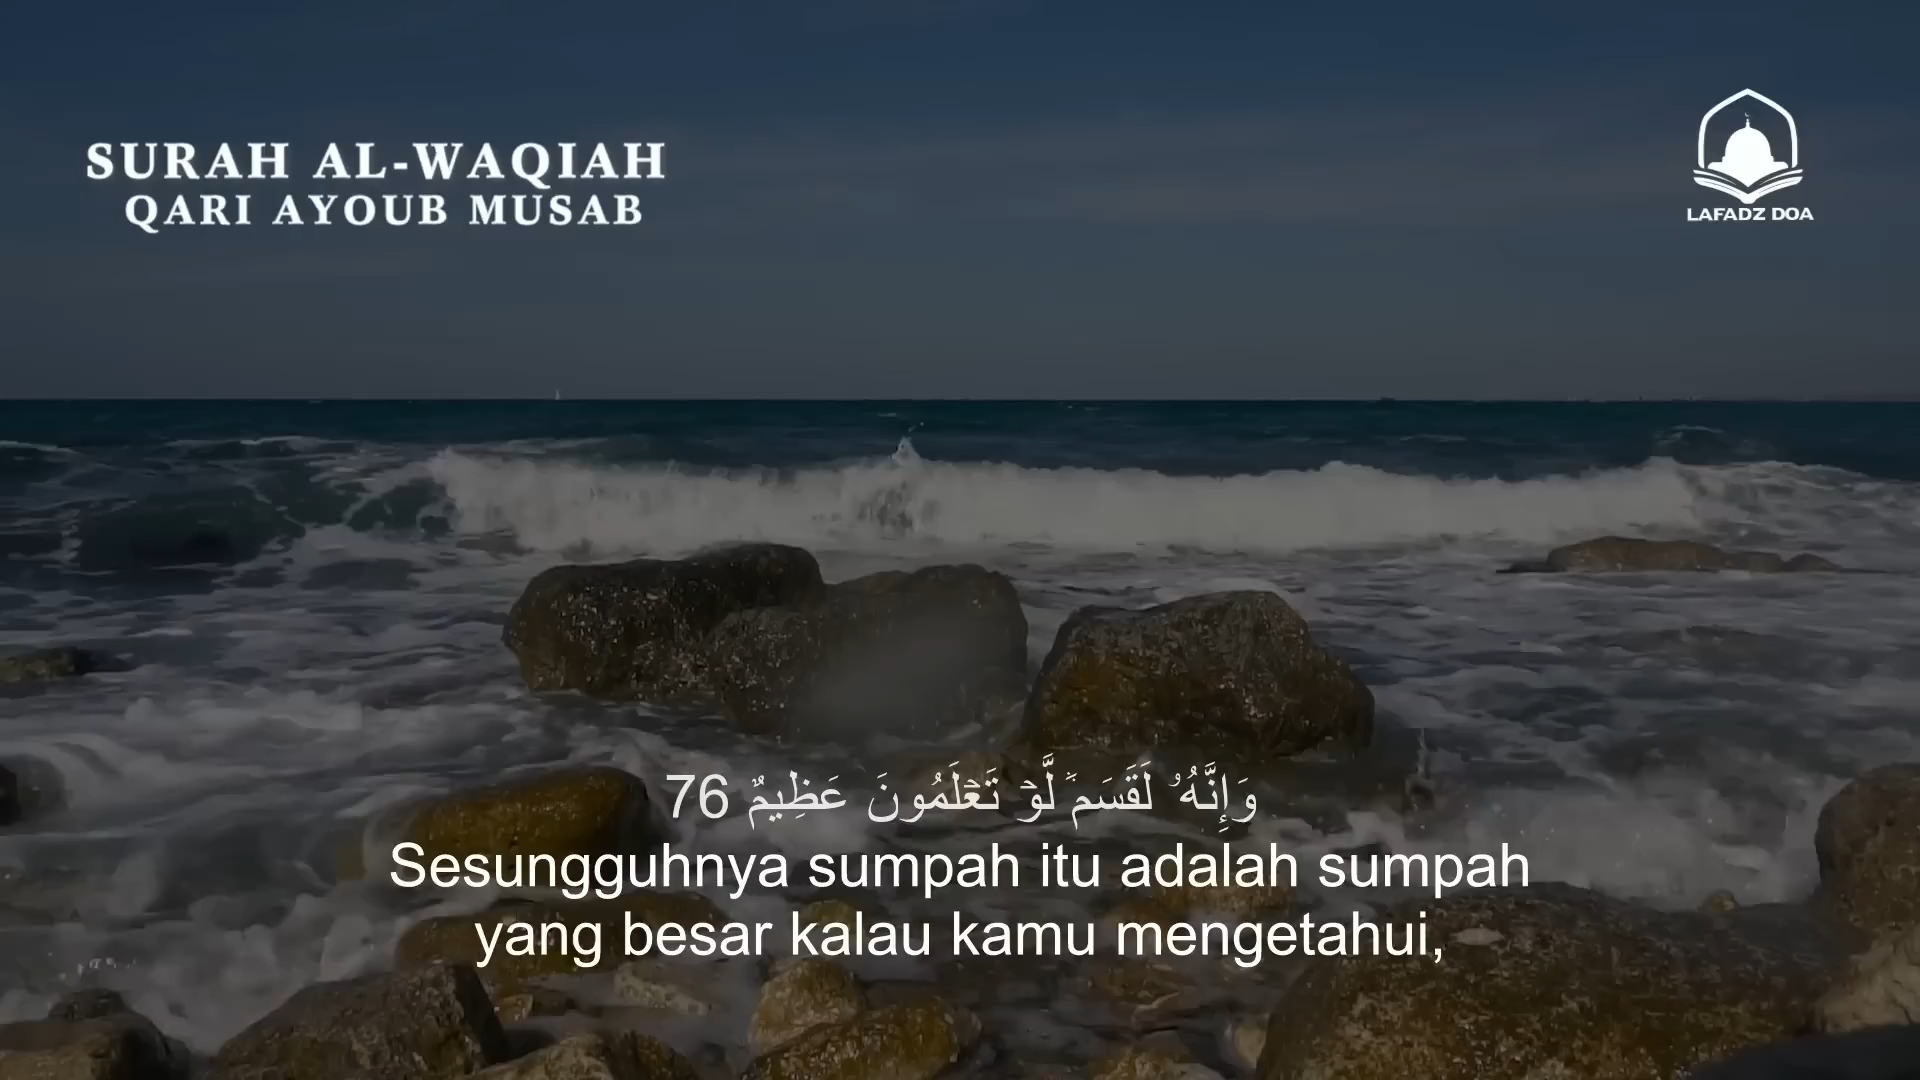 SURAH AL-WAQIAH
QARI AYOUB MUSAB
LAFADZ DOA
وَإِنَّهُۥ لَقَسَمٌۭ لَّوْ تَعْلَمُونَ عَظِيمٌ 76
Sesungguhnya sumpah itu adalah sumpah
yang besar kalau kamu mengetahui,